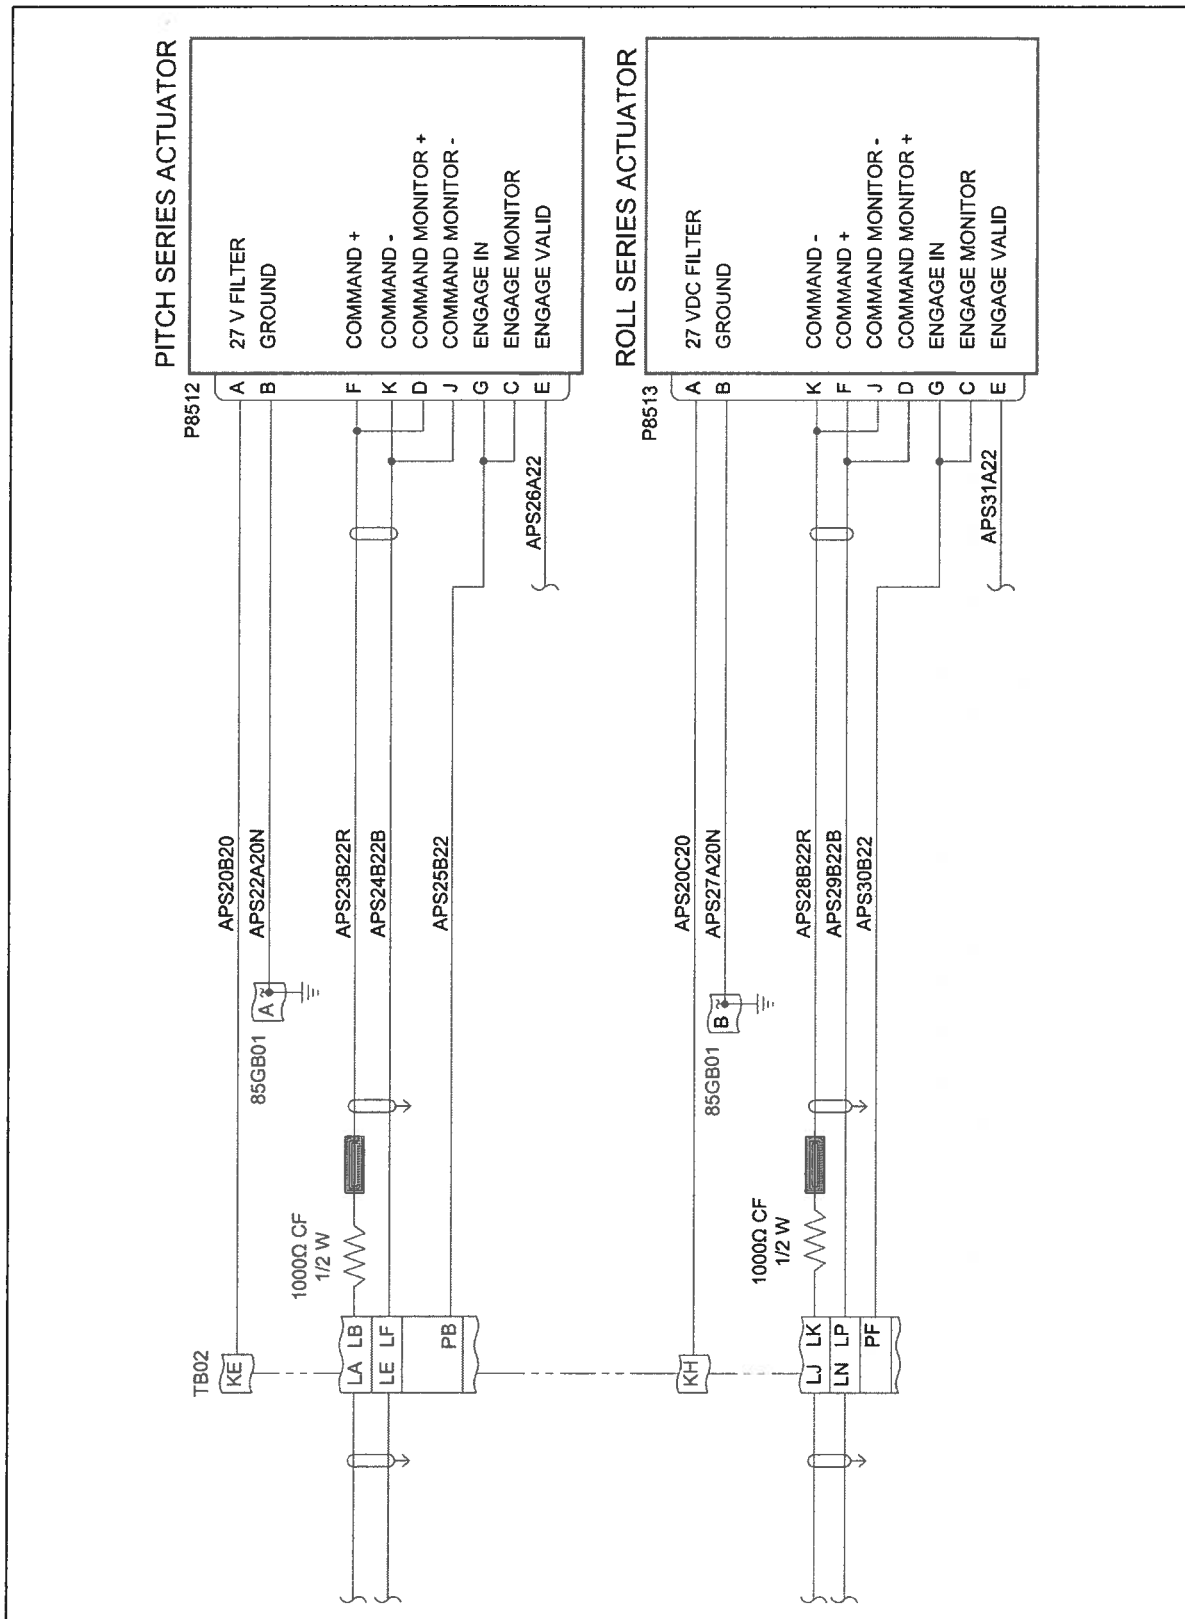 PITCH SERIES ACTUATOR
P8512
A 27 V FILTER
B GROUND
F COMMAND +
K COMMAND -
D COMMAND MONITOR +
J COMMAND MONITOR -
G ENGAGE IN
C ENGAGE MONITOR
E ENGAGE VALID
APS20B20
APS22A20N
APS23B22R
APS24B22B
APS25B22
APS26A22
85GB01
A
1000Ω CF
1/2 W
TB02
KE
LA LB
LE LF
PB
ROLL SERIES ACTUATOR
P8513
A 27 VDC FILTER
B GROUND
K COMMAND -
F COMMAND +
J COMMAND MONITOR -
D COMMAND MONITOR +
G ENGAGE IN
C ENGAGE MONITOR
E ENGAGE VALID
APS20C20
APS27A20N
APS28B22R
APS29B22B
APS30B22
APS31A22
85GB01
B
1000Ω CF
1/2 W
KH
LJ LK
LN LP
PF